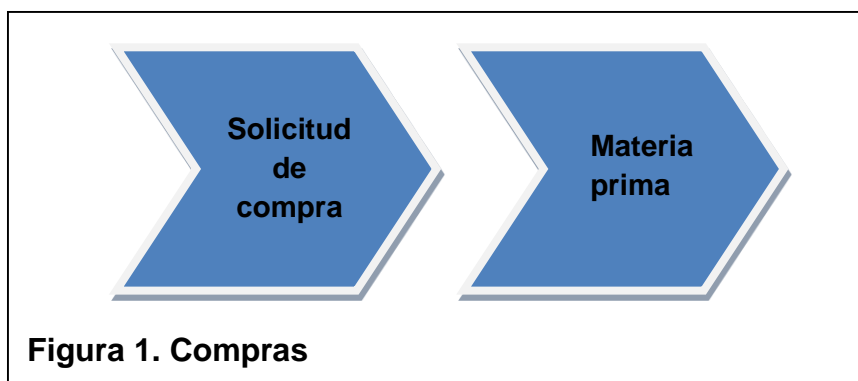 Solicitud
de
compra
Materia
prima
Figura 1. Compras